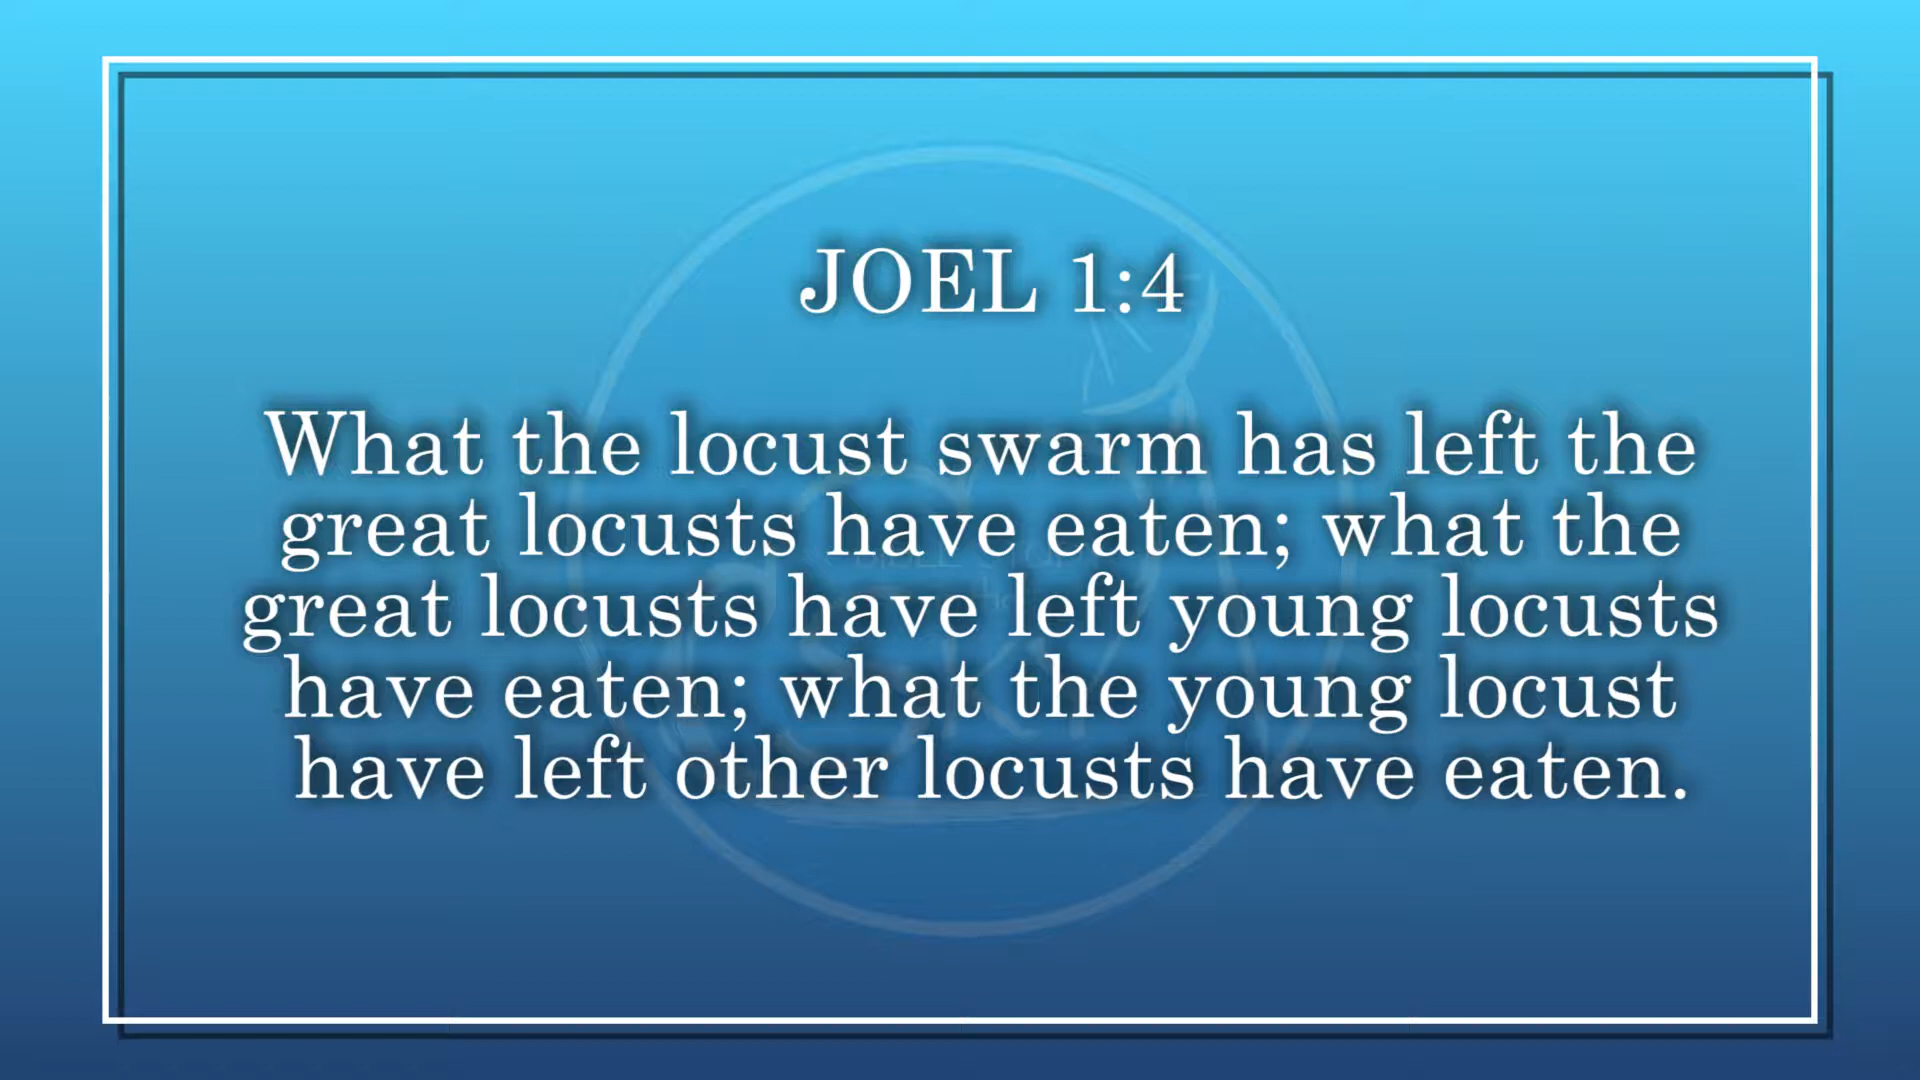 JOEL 1:4
What the locust swarm has left the
great locusts have eaten; what the
great locusts have left young locusts
have eaten; what the young locust
have left other locusts have eaten.